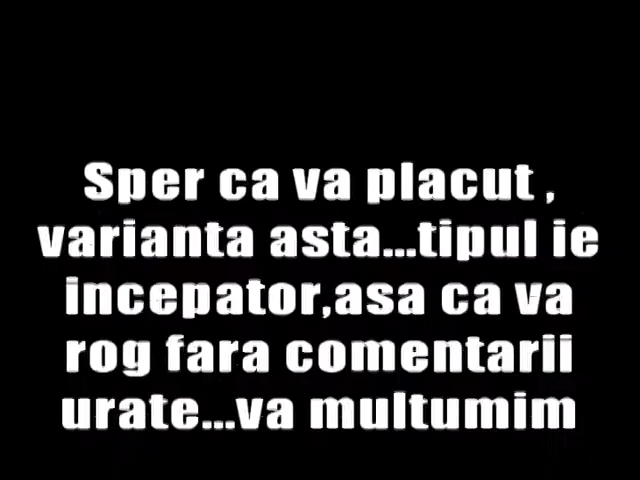 Sper ca va placut ,
varianta asta...tipul ie
incepator,asa ca va
rog fara comentarii
urate...va multumim